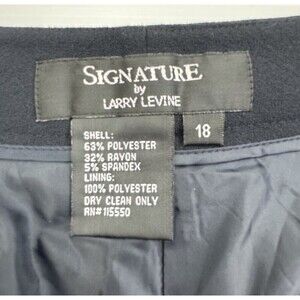 SIGNATURE
by
LARRY LEVINE
18
SHELL:
63% POLYESTER
32% RAYON
5% SPANDEX
LINING:
100% POLYESTER
DRY CLEAN ONLY
RN# 115550